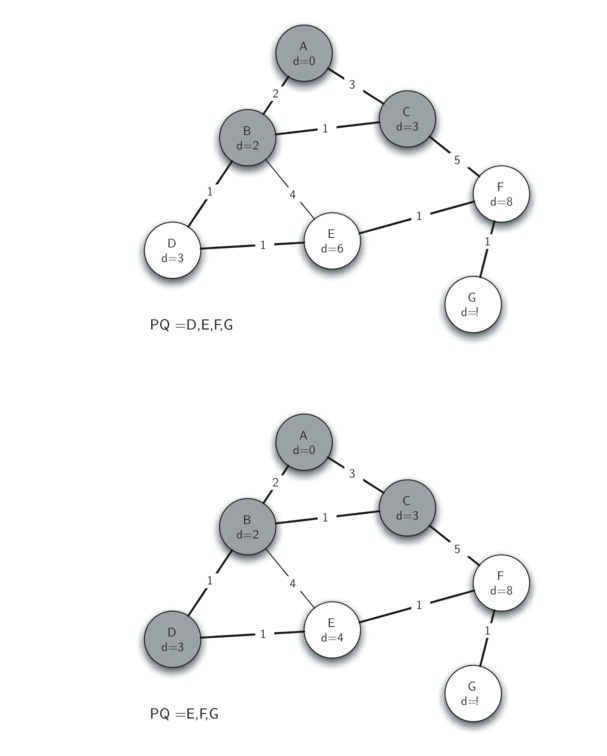 A
d=0
2
3
B
d=2
1
C
d=3
5
1
4
F
d=8
D
d=3
1
E
d=6
1
1
G
d=!
PQ =D,E,F,G
A
d=0
2
3
B
d=2
1
C
d=3
5
1
4
F
d=8
D
d=3
1
E
d=4
1
1
G
d=!
PQ =E,F,G